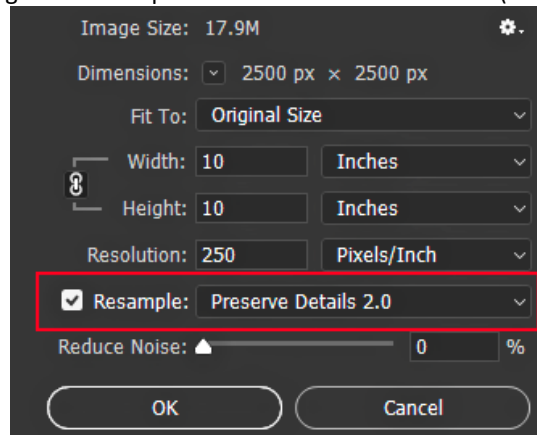 Image Size: 17.9M
Dimensions: 2500 px × 2500 px
Fit To: Original Size
Width: 10 Inches
Height: 10 Inches
Resolution: 250 Pixels/Inch
Resample: Preserve Details 2.0
Reduce Noise: 0 %
OK Cancel